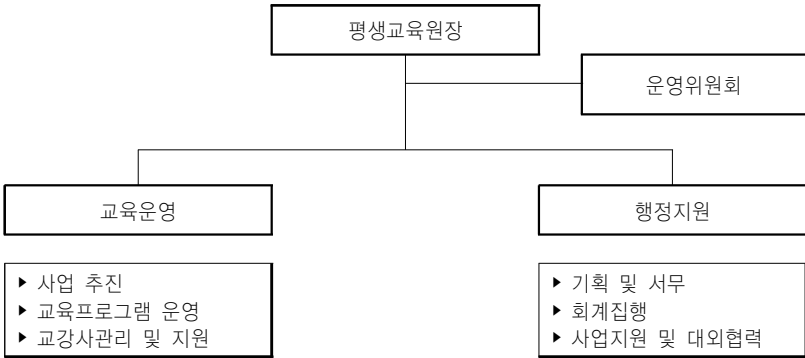 평생교육원장
운영위원회
교육운영
행정지원
▶ 사업 추진
▶ 교육프로그램 운영
▶ 교강사관리 및 지원
▶ 기획 및 서무
▶ 회계집행
▶ 사업지원 및 대외협력